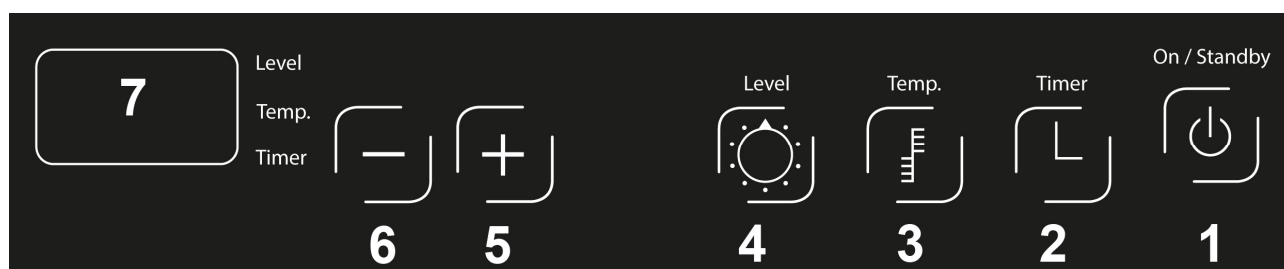 7
Level
Temp.
Timer
Level
Temp.
Timer
On / Standby
6
5
4
3
2
1